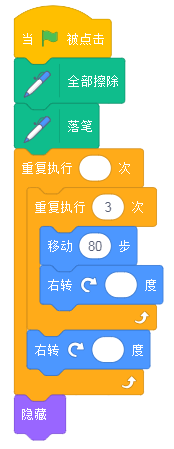 当 被点击
全部擦除
落笔
重复执行 次
重复执行 3 次
移动 80 步
右转 度
右转 度
隐藏